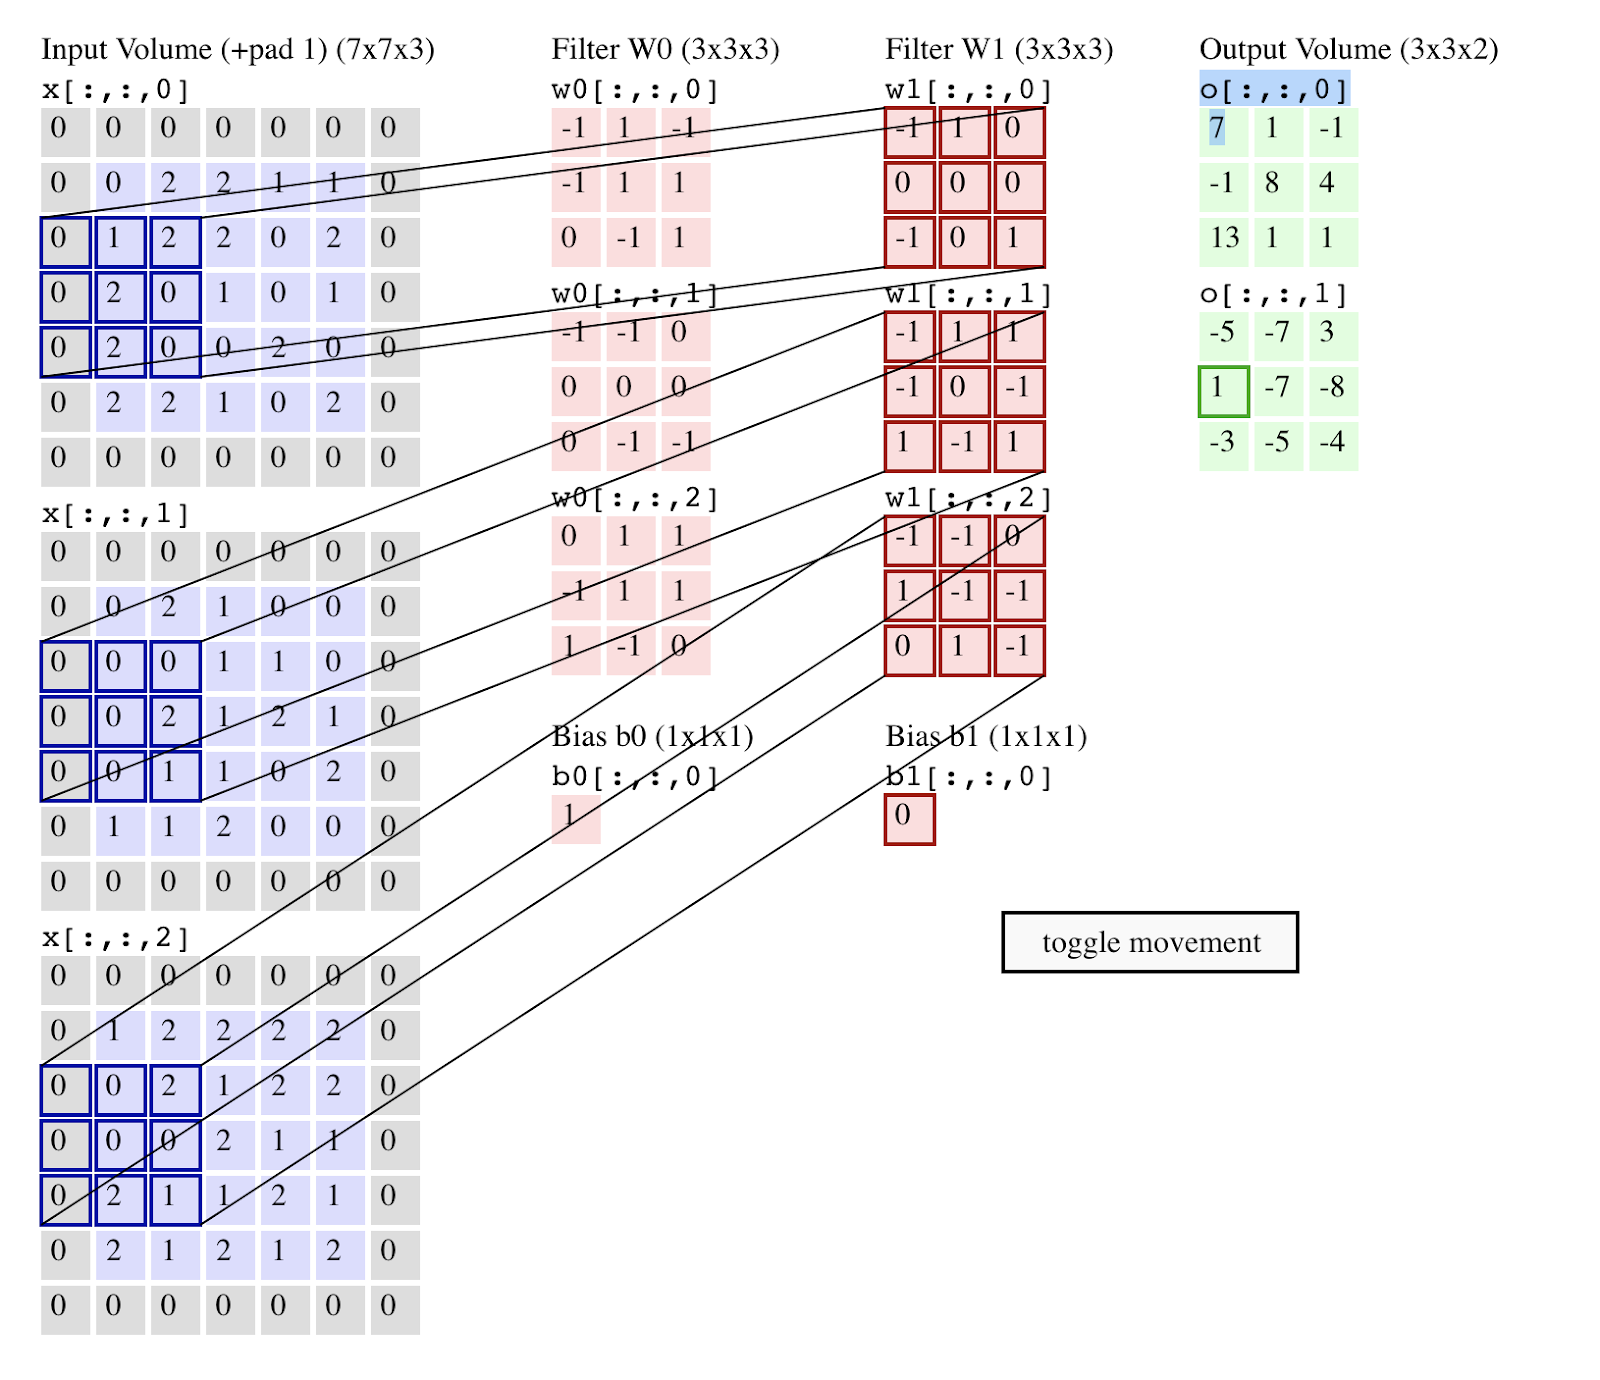 Input Volume (+pad 1) (7x7x3)
x[:,:,0]
0 0 0 0 0 0 0
0 0 2 2 1 1 0
0 1 2 2 0 2 0
0 2 0 1 0 1 0
0 2 0 0 2 0 0
0 2 2 1 0 2 0
0 0 0 0 0 0 0
x[:,:,1]
0 0 0 0 0 0 0
0 0 2 1 0 0 0
0 0 0 1 1 0 0
0 0 2 1 2 1 0
0 0 1 1 0 2 0
0 1 1 2 0 0 0
0 0 0 0 0 0 0
x[:,:,2]
0 0 0 0 0 0 0
0 1 2 2 2 2 0
0 0 2 1 2 2 0
0 0 0 2 1 1 0
0 2 1 1 2 1 0
0 2 1 2 1 2 0
0 0 0 0 0 0 0
Filter W0 (3x3x3)
w0[:,:,0]
-1 1 -1
-1 1 1
0 -1 1
w0[:,:,1]
-1 -1 0
0 0 0
0 -1 -1
w0[:,:,2]
0 1 1
-1 1 1
1 -1 0
Bias b0 (1x1x1)
b0[:,:,0]
1
Filter W1 (3x3x3)
w1[:,:,0]
-1 1 0
0 0 0
-1 0 1
w1[:,:,1]
-1 1 1
-1 0 -1
1 -1 1
w1[:,:,2]
-1 -1 0
1 -1 -1
0 1 -1
Bias b1 (1x1x1)
b1[:,:,0]
0
Output Volume (3x3x2)
o[:,:,0]
7 1 -1
-1 8 4
13 1 1
o[:,:,1]
-5 -7 3
1 -7 -8
-3 -5 -4
toggle movement